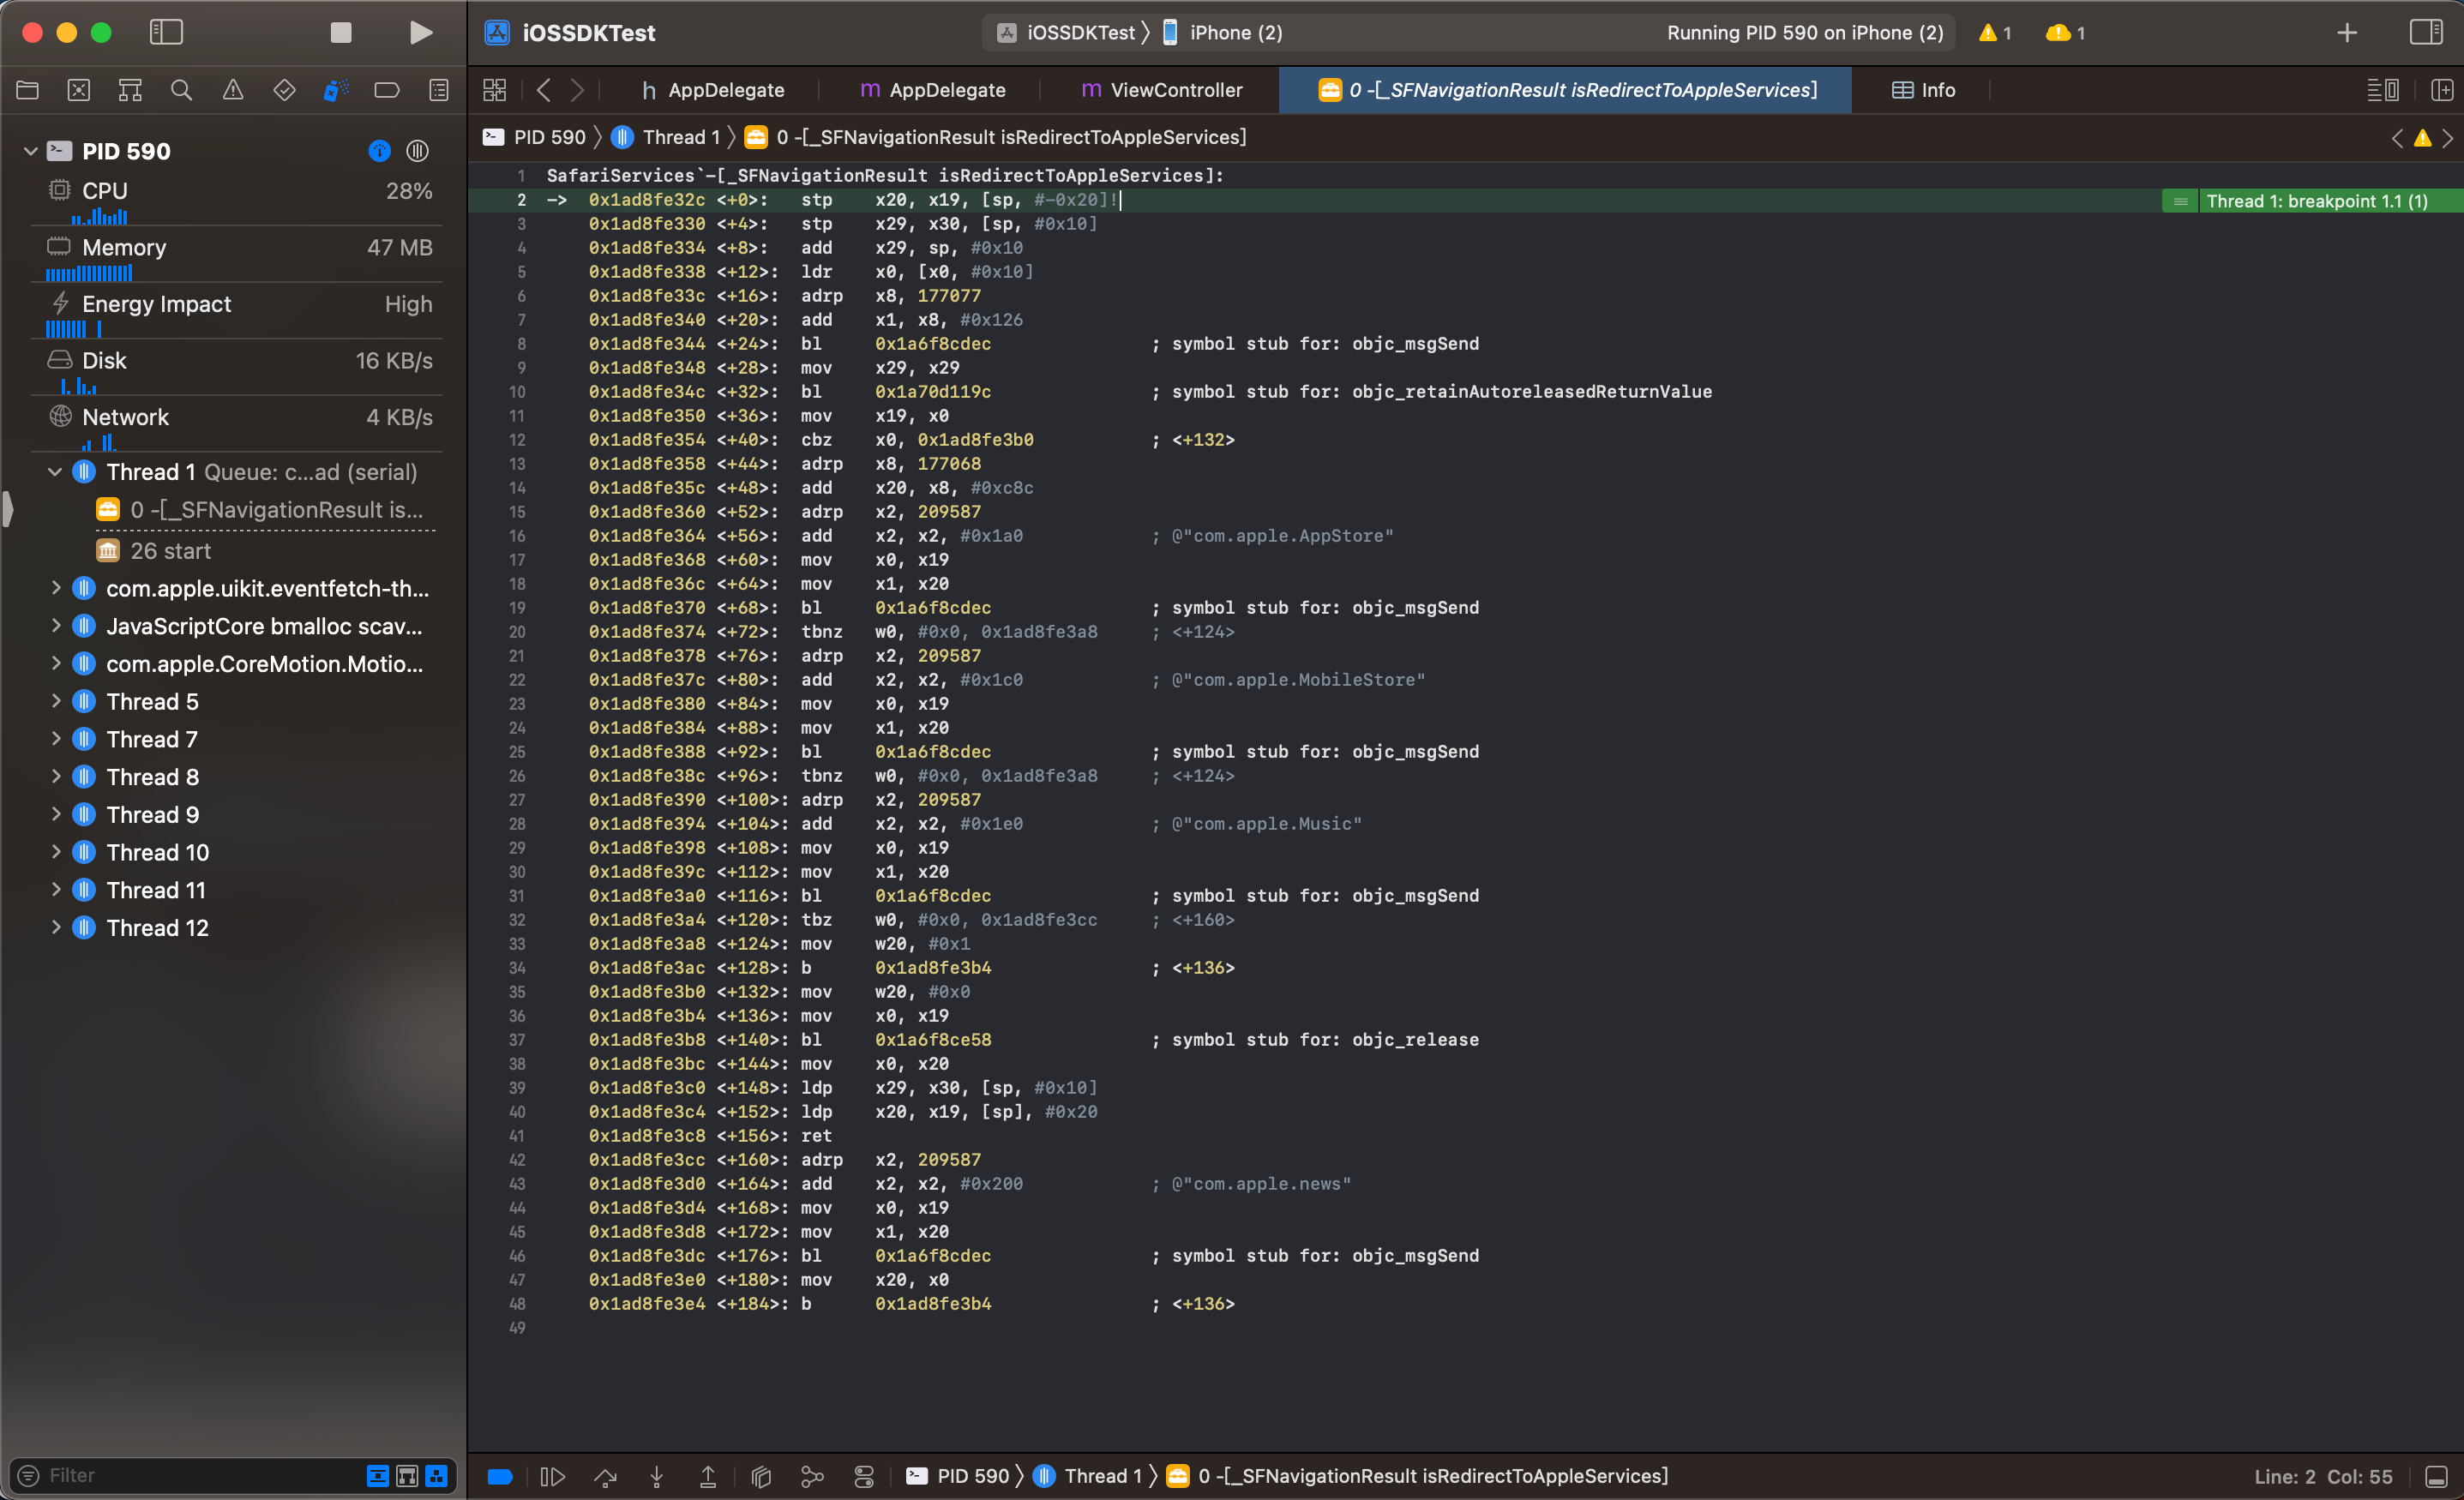 iOSSDKTest
iOSSDKTest 〉 iPhone (2)
Running PID 590 on iPhone (2)
1
1
h AppDelegate
m AppDelegate
m ViewController
0 -[_SFNavigationResult isRedirectToAppleServices]
Info
PID 590 〉 Thread 1 〉 0 -[_SFNavigationResult isRedirectToAppleServices]
PID 590
CPU 28%
Memory 47 MB
Energy Impact High
Disk 16 KB/s
Network 4 KB/s
Thread 1 Queue: c...ad (serial)
0 -[_SFNavigationResult is...
26 start
com.apple.uikit.eventfetch-th...
JavaScriptCore bmalloc scav...
com.apple.CoreMotion.Motio...
Thread 5
Thread 7
Thread 8
Thread 9
Thread 10
Thread 11
Thread 12
Filter
1 SafariServices`-[_SFNavigationResult isRedirectToAppleServices]:
2 -> 0x1ad8fe32c <+0>: stp x20, x19, [sp, #-0x20]!
Thread 1: breakpoint 1.1 (1)
3 0x1ad8fe330 <+4>: stp x29, x30, [sp, #0x10]
4 0x1ad8fe334 <+8>: add x29, sp, #0x10
5 0x1ad8fe338 <+12>: ldr x0, [x0, #0x10]
6 0x1ad8fe33c <+16>: adrp x8, 177077
7 0x1ad8fe340 <+20>: add x1, x8, #0x126
8 0x1ad8fe344 <+24>: bl 0x1a6f8cdec ; symbol stub for: objc_msgSend
9 0x1ad8fe348 <+28>: mov x29, x29
10 0x1ad8fe34c <+32>: bl 0x1a70d119c ; symbol stub for: objc_retainAutoreleasedReturnValue
11 0x1ad8fe350 <+36>: mov x19, x0
12 0x1ad8fe354 <+40>: cbz x0, 0x1ad8fe3b0 ; <+132>
13 0x1ad8fe358 <+44>: adrp x8, 177068
14 0x1ad8fe35c <+48>: add x20, x8, #0xc8c
15 0x1ad8fe360 <+52>: adrp x2, 209587
16 0x1ad8fe364 <+56>: add x2, x2, #0x1a0 ; @"com.apple.AppStore"
17 0x1ad8fe368 <+60>: mov x0, x19
18 0x1ad8fe36c <+64>: mov x1, x20
19 0x1ad8fe370 <+68>: bl 0x1a6f8cdec ; symbol stub for: objc_msgSend
20 0x1ad8fe374 <+72>: tbnz w0, #0x0, 0x1ad8fe3a8 ; <+124>
21 0x1ad8fe378 <+76>: adrp x2, 209587
22 0x1ad8fe37c <+80>: add x2, x2, #0x1c0 ; @"com.apple.MobileStore"
23 0x1ad8fe380 <+84>: mov x0, x19
24 0x1ad8fe384 <+88>: mov x1, x20
25 0x1ad8fe388 <+92>: bl 0x1a6f8cdec ; symbol stub for: objc_msgSend
26 0x1ad8fe38c <+96>: tbnz w0, #0x0, 0x1ad8fe3a8 ; <+124>
27 0x1ad8fe390 <+100>: adrp x2, 209587
28 0x1ad8fe394 <+104>: add x2, x2, #0x1e0 ; @"com.apple.Music"
29 0x1ad8fe398 <+108>: mov x0, x19
30 0x1ad8fe39c <+112>: mov x1, x20
31 0x1ad8fe3a0 <+116>: bl 0x1a6f8cdec ; symbol stub for: objc_msgSend
32 0x1ad8fe3a4 <+120>: tbz w0, #0x0, 0x1ad8fe3cc ; <+160>
33 0x1ad8fe3a8 <+124>: mov w20, #0x1
34 0x1ad8fe3ac <+128>: b 0x1ad8fe3b4 ; <+136>
35 0x1ad8fe3b0 <+132>: mov w20, #0x0
36 0x1ad8fe3b4 <+136>: mov x0, x19
37 0x1ad8fe3b8 <+140>: bl 0x1a6f8ce58 ; symbol stub for: objc_release
38 0x1ad8fe3bc <+144>: mov x0, x20
39 0x1ad8fe3c0 <+148>: ldp x29, x30, [sp, #0x10]
40 0x1ad8fe3c4 <+152>: ldp x20, x19, [sp], #0x20
41 0x1ad8fe3c8 <+156>: ret
42 0x1ad8fe3cc <+160>: adrp x2, 209587
43 0x1ad8fe3d0 <+164>: add x2, x2, #0x200 ; @"com.apple.news"
44 0x1ad8fe3d4 <+168>: mov x0, x19
45 0x1ad8fe3d8 <+172>: mov x1, x20
46 0x1ad8fe3dc <+176>: bl 0x1a6f8cdec ; symbol stub for: objc_msgSend
47 0x1ad8fe3e0 <+180>: mov x20, x0
48 0x1ad8fe3e4 <+184>: b 0x1ad8fe3b4 ; <+136>
49
PID 590 〉 Thread 1 〉 0 -[_SFNavigationResult isRedirectToAppleServices]
Line: 2 Col: 55